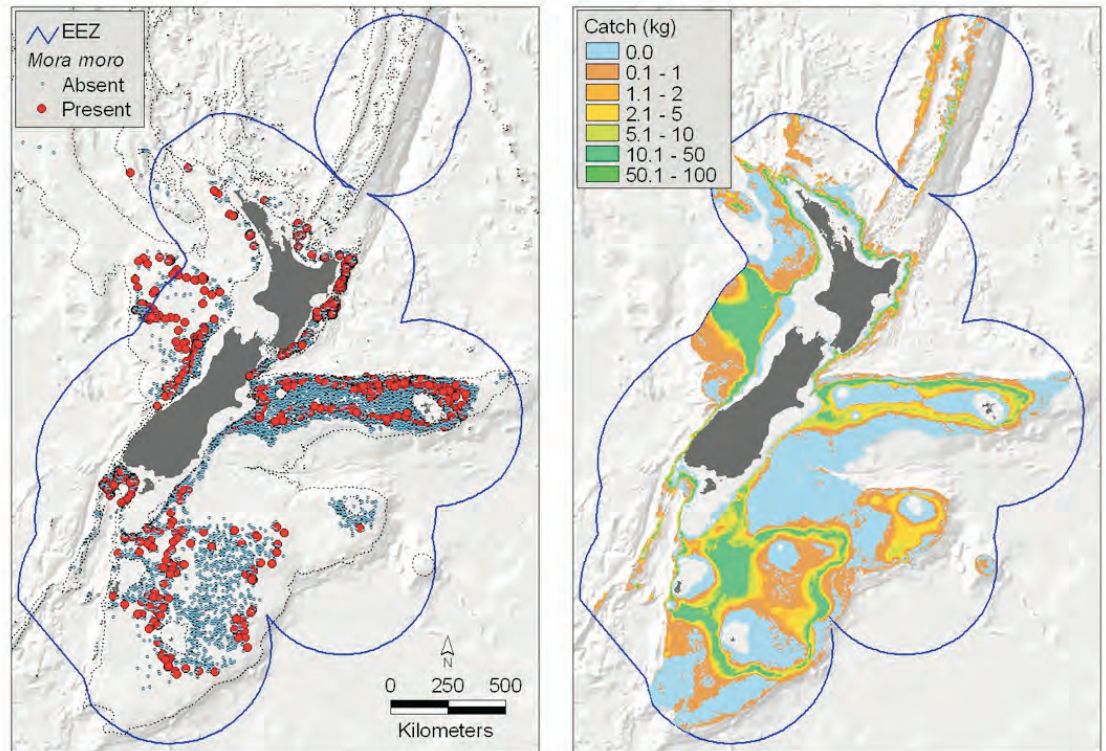 EEZ
Mora moro
Absent
Present
N
0 250 500
Kilometers
Catch (kg)
0.0
0.1 - 1
1.1 - 2
2.1 - 5
5.1 - 10
10.1 - 50
50.1 - 100